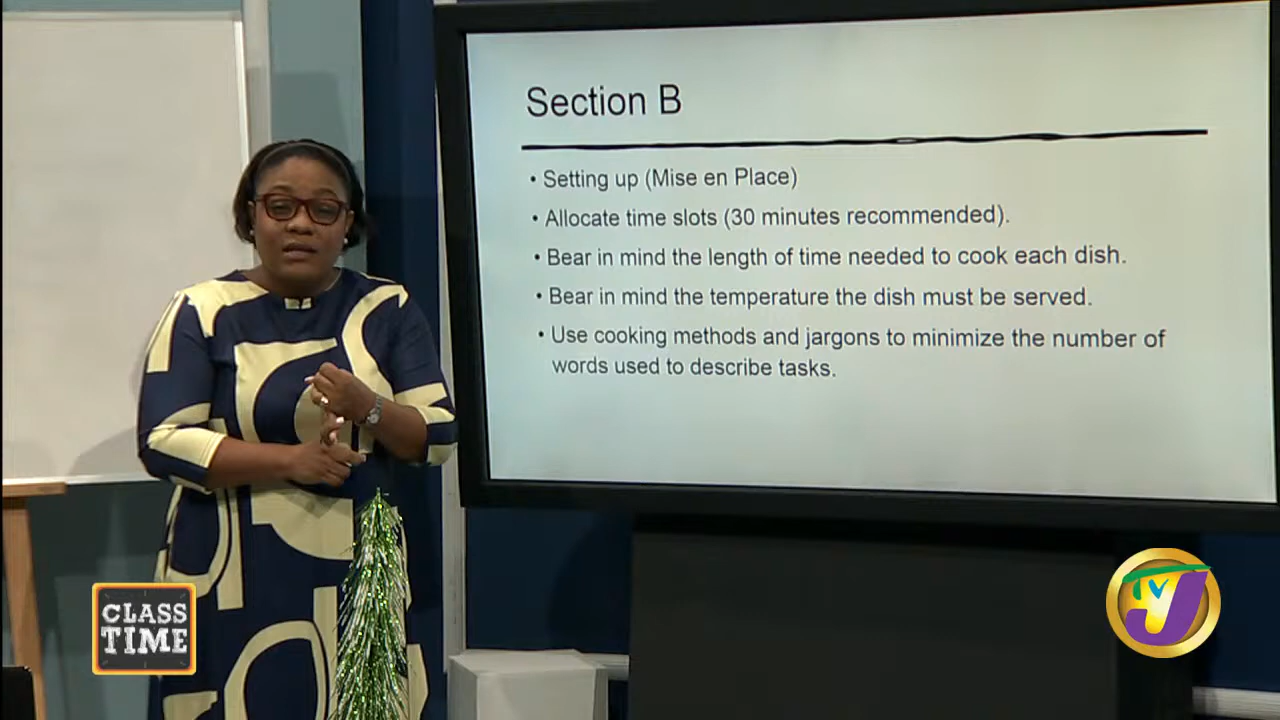 Section B
• Setting up (Mise en Place)
• Allocate time slots (30 minutes recommended).
• Bear in mind the length of time needed to cook each dish.
• Bear in mind the temperature the dish must be served.
• Use cooking methods and jargons to minimize the number of
words used to describe tasks.
CLASS
TIME
TVJ